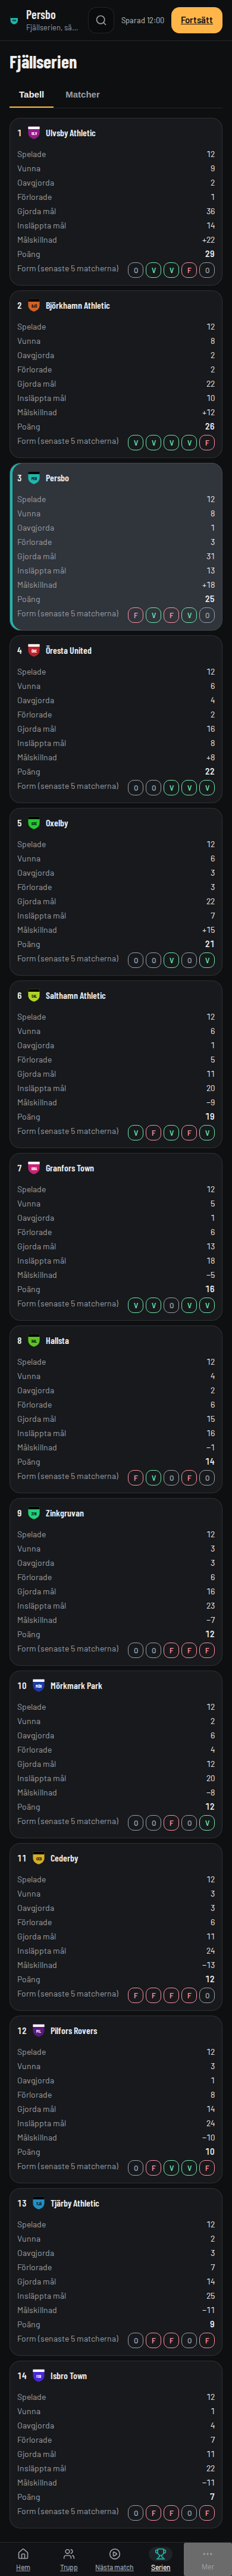 Persbo
Fjällserien, så...
Sparad 12:00
Fortsätt
Fjällserien
Tabell
Matcher
1 Ulvsby Athletic
Spelade 12
Vunna 9
Oavgjorda 2
Förlorade 1
Gjorda mål 36
Insläppta mål 14
Målskillnad +22
Poäng 29
Form (senaste 5 matcherna) O V V F O
2 Björkhamn Athletic
Spelade 12
Vunna 8
Oavgjorda 2
Förlorade 2
Gjorda mål 22
Insläppta mål 10
Målskillnad +12
Poäng 26
Form (senaste 5 matcherna) V V V V F
3 Persbo
Spelade 12
Vunna 8
Oavgjorda 1
Förlorade 3
Gjorda mål 31
Insläppta mål 13
Målskillnad +18
Poäng 25
Form (senaste 5 matcherna) F V F V O
4 Öresta United
Spelade 12
Vunna 6
Oavgjorda 4
Förlorade 2
Gjorda mål 16
Insläppta mål 8
Målskillnad +8
Poäng 22
Form (senaste 5 matcherna) O O V V V
5 Oxelby
Spelade 12
Vunna 6
Oavgjorda 3
Förlorade 3
Gjorda mål 22
Insläppta mål 7
Målskillnad +15
Poäng 21
Form (senaste 5 matcherna) O O V O V
6 Salthamn Athletic
Spelade 12
Vunna 6
Oavgjorda 1
Förlorade 5
Gjorda mål 11
Insläppta mål 20
Målskillnad −9
Poäng 19
Form (senaste 5 matcherna) V F V F V
7 Granfors Town
Spelade 12
Vunna 5
Oavgjorda 1
Förlorade 6
Gjorda mål 13
Insläppta mål 18
Målskillnad −5
Poäng 16
Form (senaste 5 matcherna) V V O V V
8 Hallsta
Spelade 12
Vunna 4
Oavgjorda 2
Förlorade 6
Gjorda mål 15
Insläppta mål 16
Målskillnad −1
Poäng 14
Form (senaste 5 matcherna) F V O F O
9 Zinkgruvan
Spelade 12
Vunna 3
Oavgjorda 3
Förlorade 6
Gjorda mål 16
Insläppta mål 23
Målskillnad −7
Poäng 12
Form (senaste 5 matcherna) O O F F F
10 Mörkmark Park
Spelade 12
Vunna 2
Oavgjorda 6
Förlorade 4
Gjorda mål 12
Insläppta mål 20
Målskillnad −8
Poäng 12
Form (senaste 5 matcherna) O O F O V
11 Cederby
Spelade 12
Vunna 3
Oavgjorda 3
Förlorade 6
Gjorda mål 11
Insläppta mål 24
Målskillnad −13
Poäng 12
Form (senaste 5 matcherna) F F F F O
12 Pilfors Rovers
Spelade 12
Vunna 3
Oavgjorda 1
Förlorade 8
Gjorda mål 14
Insläppta mål 24
Målskillnad −10
Poäng 10
Form (senaste 5 matcherna) O F V V F
13 Tjärby Athletic
Spelade 12
Vunna 2
Oavgjorda 3
Förlorade 7
Gjorda mål 14
Insläppta mål 25
Målskillnad −11
Poäng 9
Form (senaste 5 matcherna) O F F O F
14 Isbro Town
Spelade 12
Vunna 1
Oavgjorda 4
Förlorade 7
Gjorda mål 11
Insläppta mål 22
Målskillnad −11
Poäng 7
Form (senaste 5 matcherna) O F F O F
Hem
Trupp
Nästa match
Serien
Mer